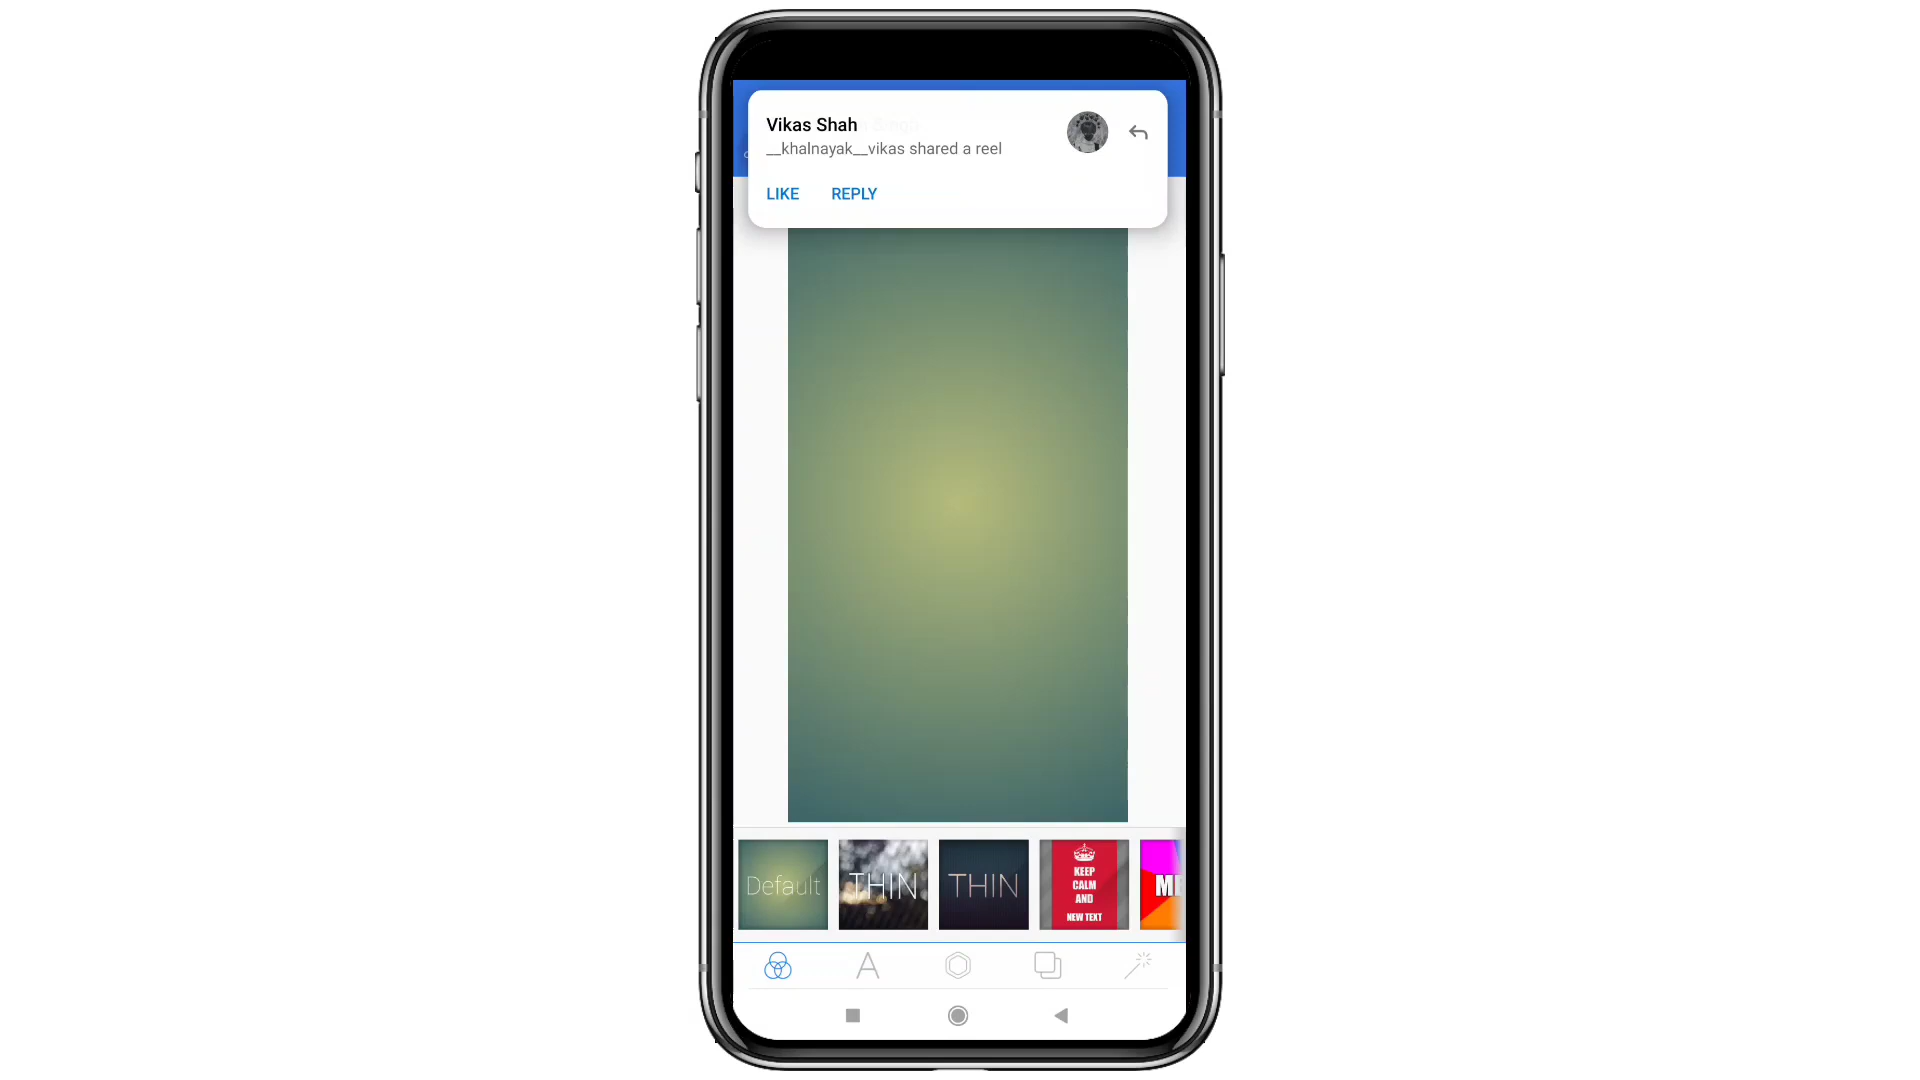 Vikas Shah
__khalnayak__vikas shared a reel
LIKE REPLY
Default
THIN
THIN
KEEP
CALM
AND
NEW TEXT